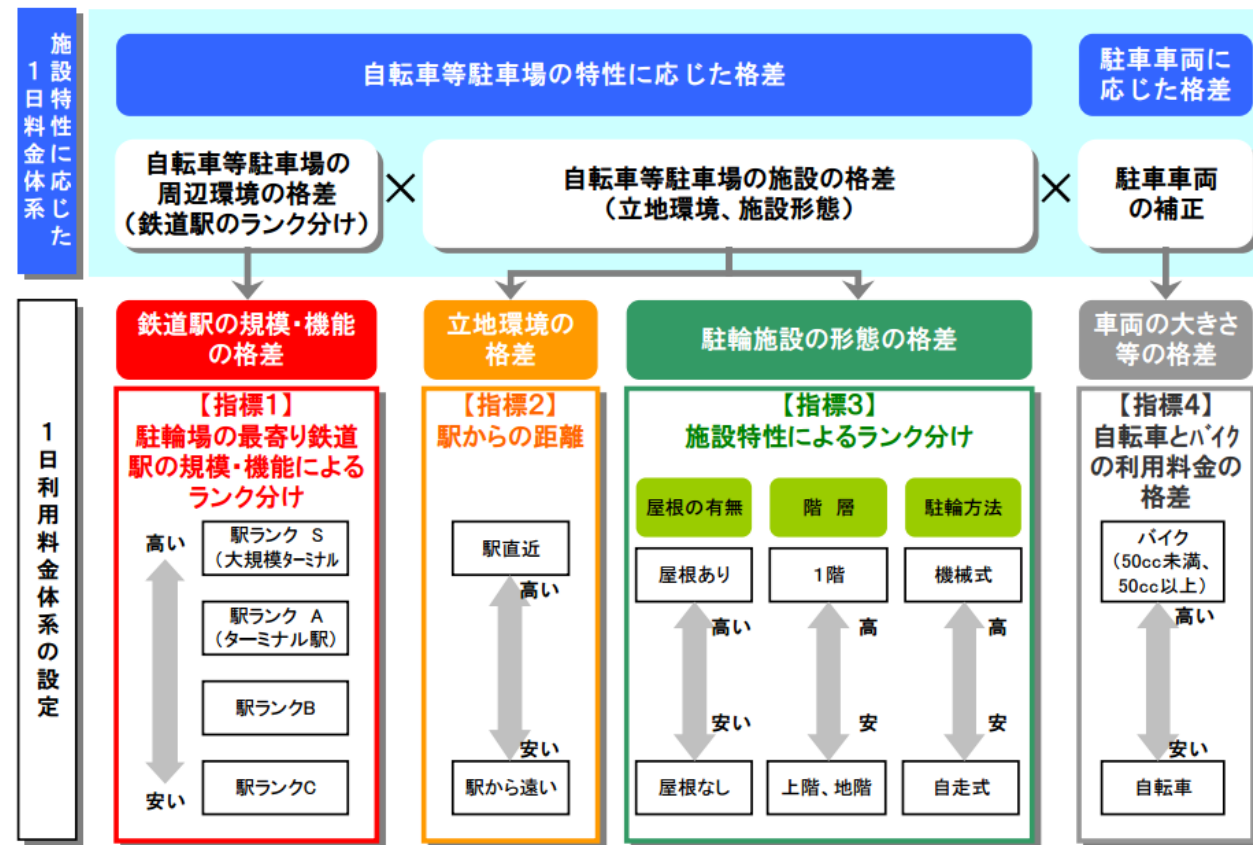 施設特性に応じた
1日料金体系
自転車等駐車場の特性に応じた格差
駐車車両に
応じた格差
自転車等駐車場の
周辺環境の格差
（鉄道駅のランク分け）
×
自転車等駐車場の施設の格差
（立地環境、施設形態）
×
駐車車両
の補正
1日利用料金体系の設定
鉄道駅の規模・機能
の格差
立地環境の
格差
駐輪施設の形態の格差
車両の大きさ
等の格差
【指標1】
駐輪場の最寄り鉄道
駅の規模・機能による
ランク分け
高い
駅ランク S
（大規模ターミナル
駅ランク A
（ターミナル駅）
駅ランクB
駅ランクC
安い
【指標2】
駅からの距離
駅直近
高い
安い
駅から遠い
【指標3】
施設特性によるランク分け
屋根の有無
階 層
駐輪方法
屋根あり
1階
機械式
高い
高
高
安い
安
安
屋根なし
上階、地階
自走式
【指標4】
自転車とバイク
の利用料金の
格差
バイク
（50cc未満、
50cc以上）
高い
安い
自転車